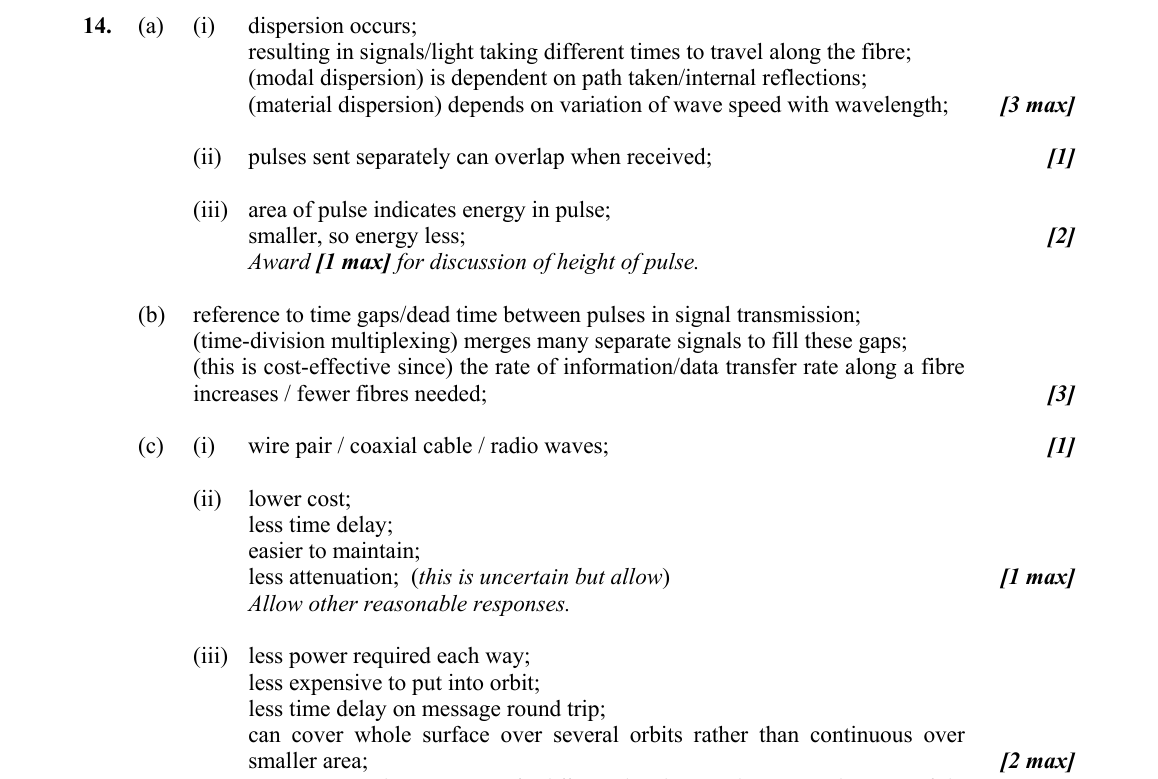 14. (a) (i) dispersion occurs;
resulting in signals/light taking different times to travel along the fibre;
(modal dispersion) is dependent on path taken/internal reflections;
(material dispersion) depends on variation of wave speed with wavelength; [3 max]
(ii) pulses sent separately can overlap when received; [1]
(iii) area of pulse indicates energy in pulse;
smaller, so energy less; [2]
Award [1 max] for discussion of height of pulse.
(b) reference to time gaps/dead time between pulses in signal transmission;
(time-division multiplexing) merges many separate signals to fill these gaps;
(this is cost-effective since) the rate of information/data transfer rate along a fibre
increases / fewer fibres needed; [3]
(c) (i) wire pair / coaxial cable / radio waves; [1]
(ii) lower cost;
less time delay;
easier to maintain;
less attenuation; (this is uncertain but allow) [1 max]
Allow other reasonable responses.
(iii) less power required each way;
less expensive to put into orbit;
less time delay on message round trip;
can cover whole surface over several orbits rather than continuous over
smaller area; [2 max]